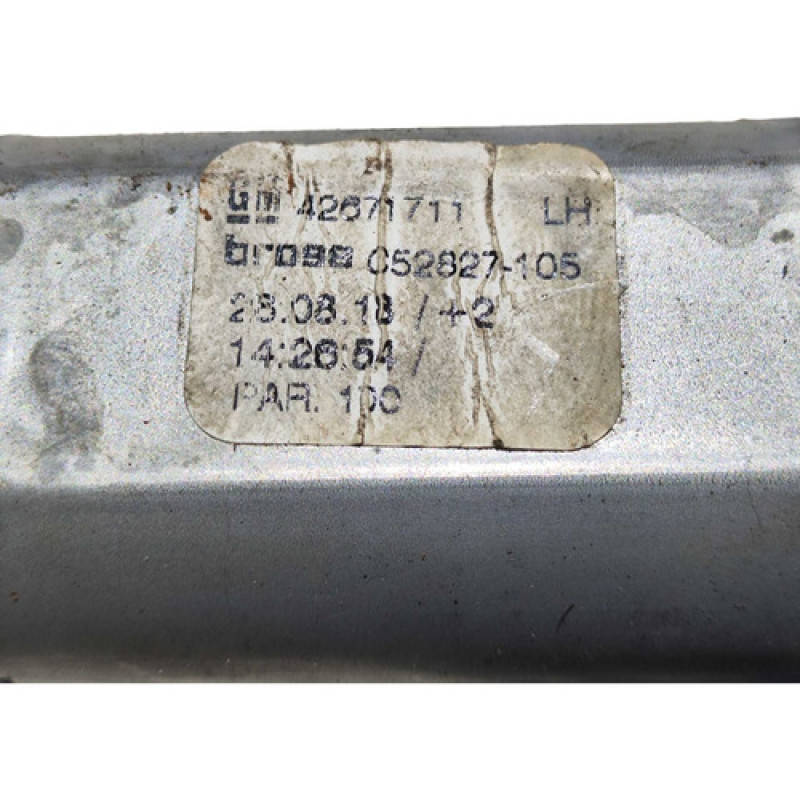 GM 42671711 LH
brose C52827-105
28.08.18 / +2
14:26:54 /
PAR. 100